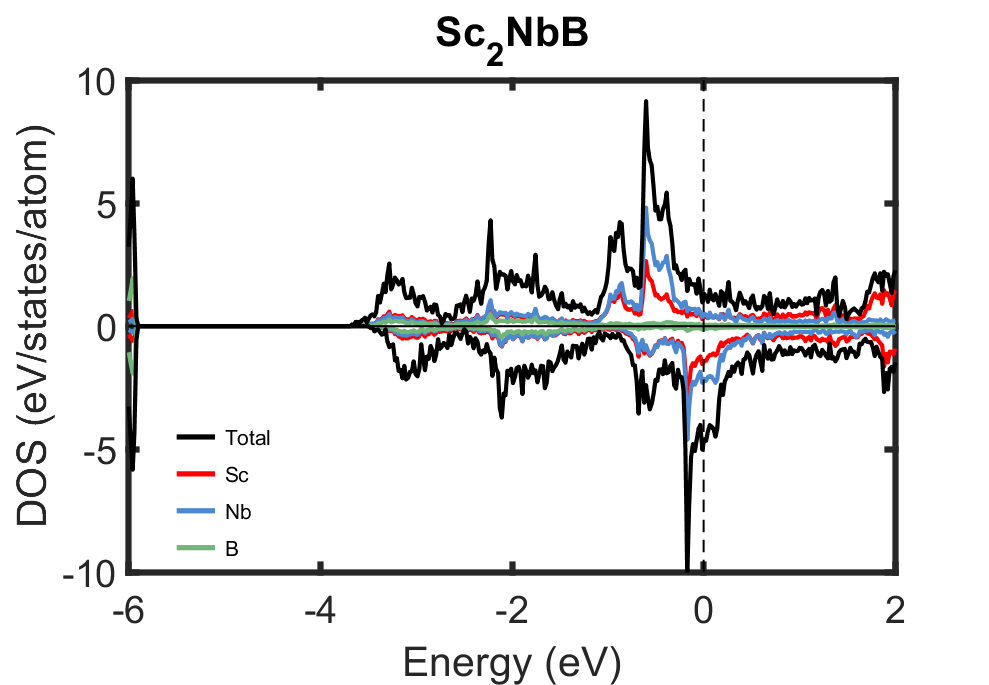 Sc₂NbB
10
5
0
-5
-10
DOS (eV/states/atom)
Total
Sc
Nb
B
-6
-4
-2
0
2
Energy (eV)